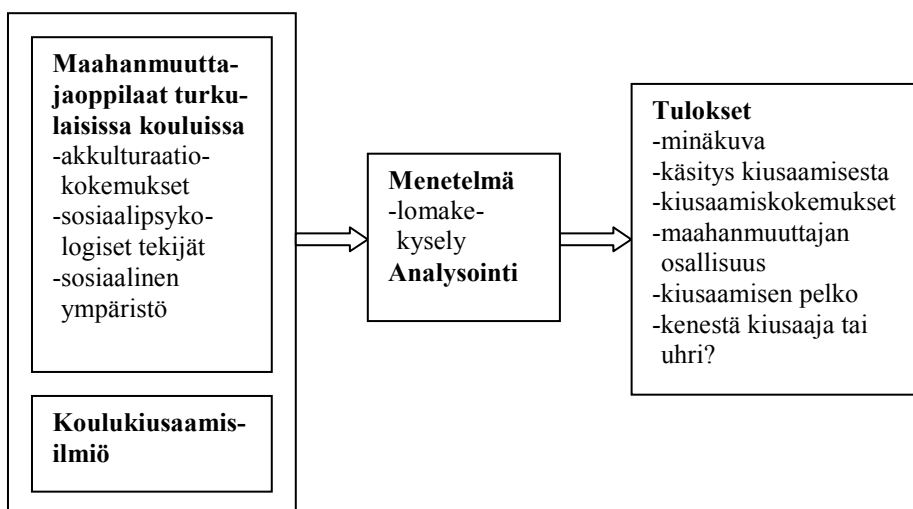 Maahanmuutta-
jaoppilaat turku-
laisissa kouluissa
-akkulturaatio-
kokemukset
-sosiaalipsyko-
logiset tekijät
-sosiaalinen
ympäristö
Koulukiusaamis-
ilmiö
Menetelmä
-lomake-
kysely
Analysointi
Tulokset
-minäkuva
-käsitys kiusaamisesta
-kiusaamiskokemukset
-maahanmuuttajan
osallisuus
-kiusaamisen pelko
-kenestä kiusaaja tai
uhri?